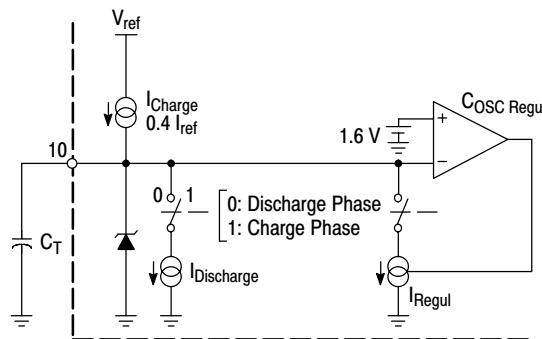 Vref
ICharge
0.4 Iref
COSC Regu
+
1.6 V
10
−
0 1
0: Discharge Phase
1: Charge Phase
CT
IDischarge
IRegul